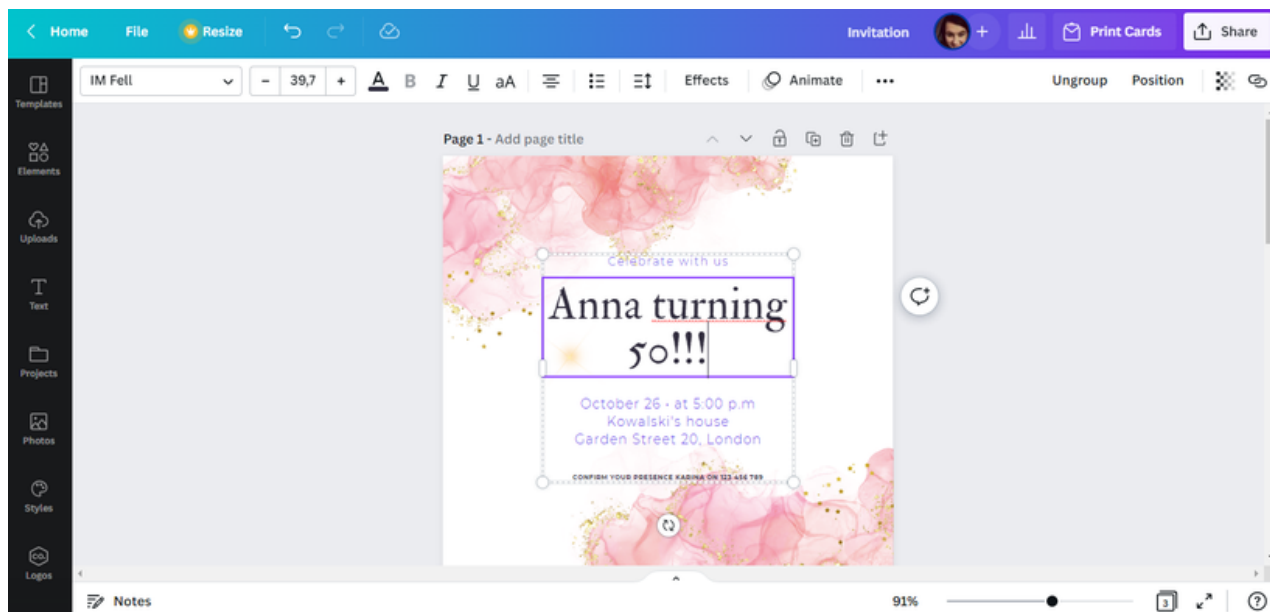 Home File Resize Invitation + Print Cards Share
IM Fell - 39,7 + A B I U aA Effects Animate ... Ungroup Position
Templates
Elements
Uploads
Text
Projects
Photos
Styles
CO.
Logos
Page 1 - Add page title
Celebrate with us
Anna turning
50!!!
October 26 - at 5:00 p.m
Kowalski's house
Garden Street 20, London
CONFIRM YOUR PRESENCE KARINA ON 123 456 789
Notes 91% 3 ?